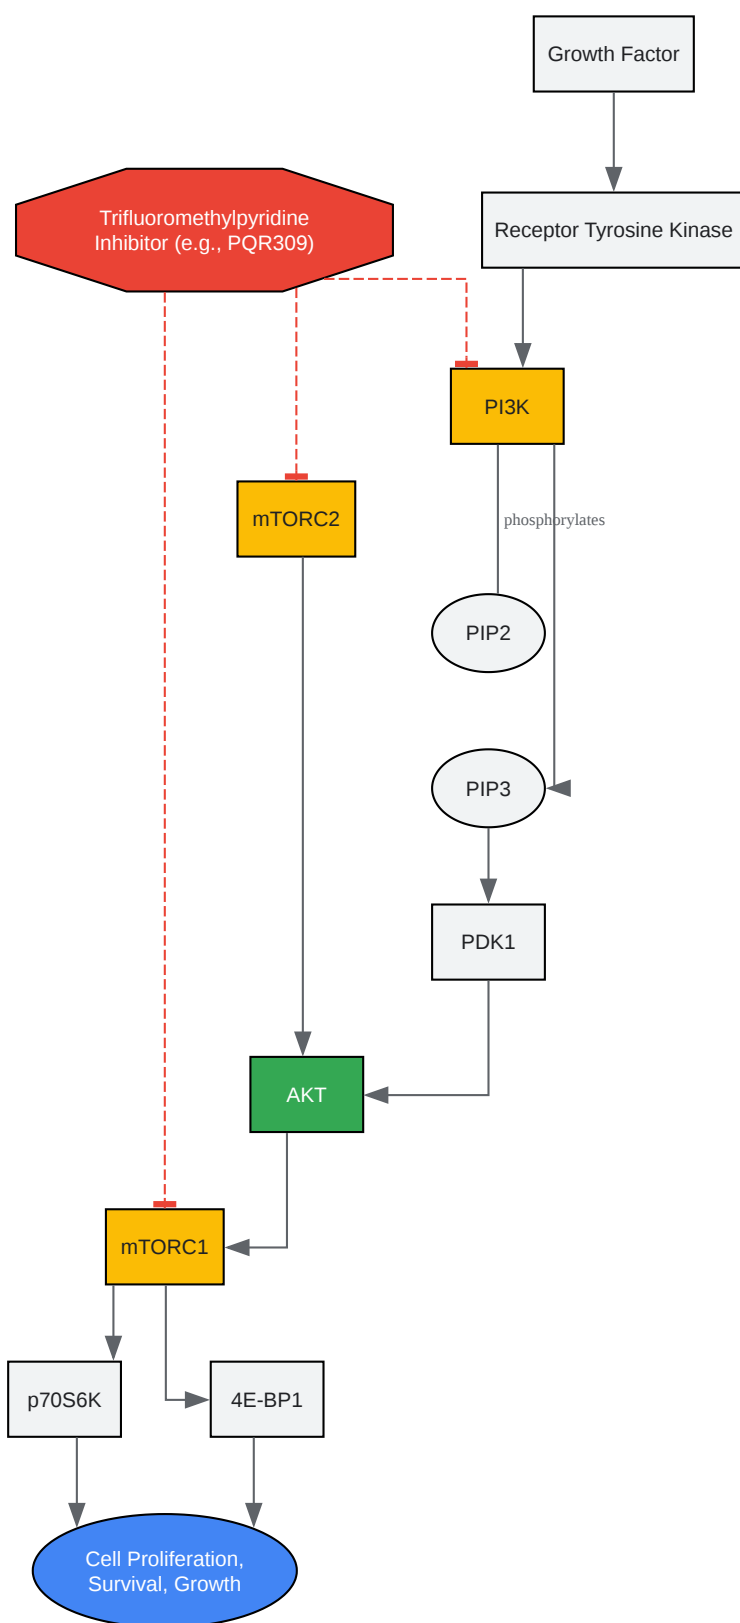 Growth Factor
Trifluoromethylpyridine
Inhibitor (e.g., PQR309)
Receptor Tyrosine Kinase
PI3K
mTORC2
phosphorylates
PIP2
PIP3
PDK1
AKT
mTORC1
p70S6K
4E-BP1
Cell Proliferation,
Survival, Growth